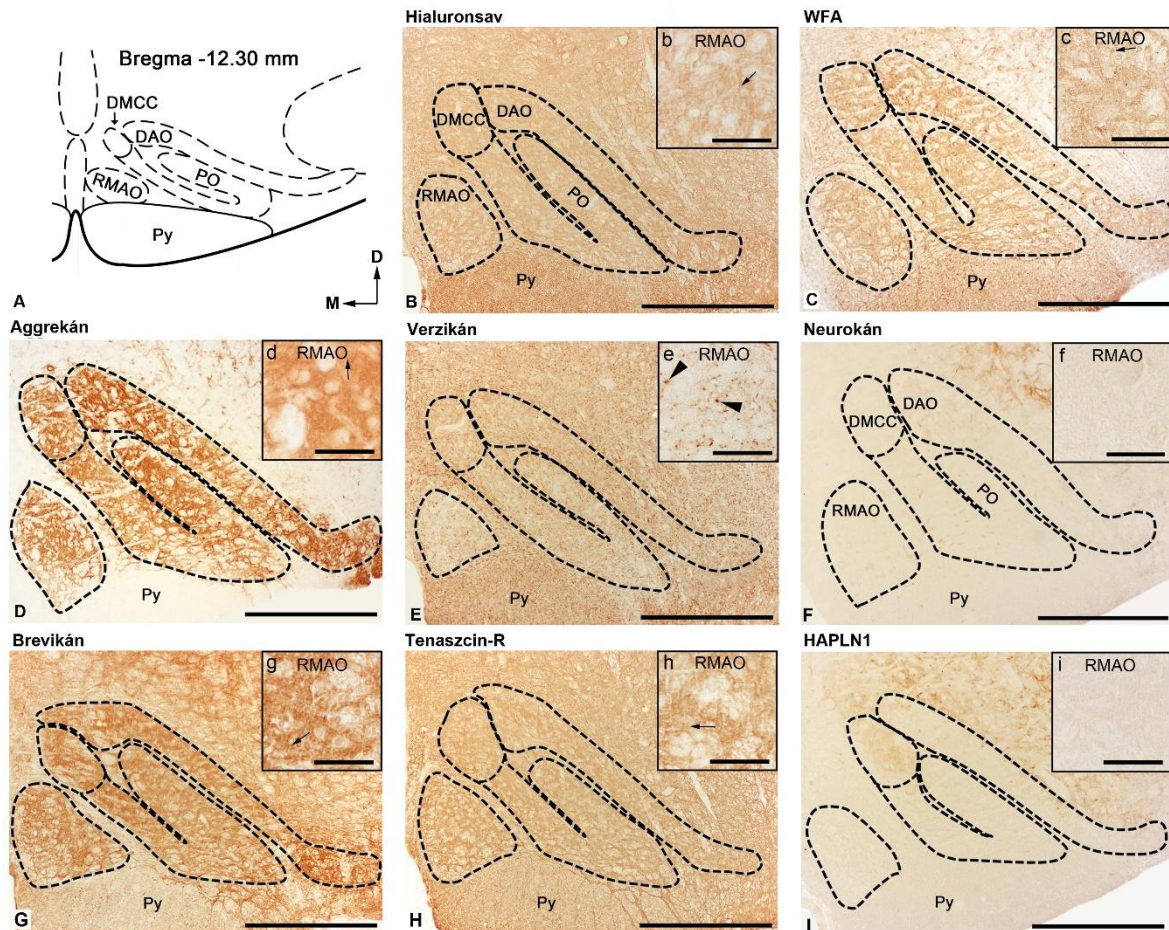 Bregma -12.30 mm
DMCC
DAO
RMAO
PO
Py
D
M
A
Hialuronsav
b RMAO
DMCC DAO
RMAO PO
Py
B
WFA
c RMAO
C
Py
Aggrekán
d RMAO
Py
D
Verzikán
e RMAO
Py
E
Neurokán
f RMAO
DMCC DAO
PO
RMAO
Py
F
Brevikán
g RMAO
Py
G
Tenaszcin-R
h RMAO
Py
H
HAPLN1
i RMAO
Py
I